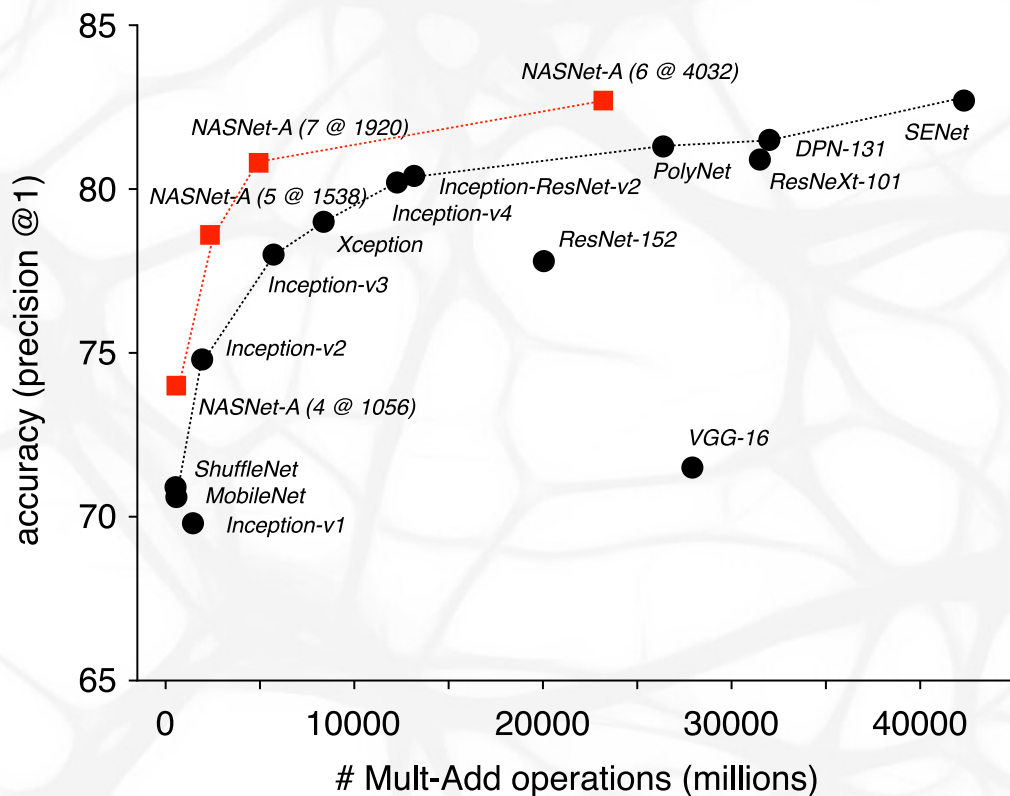 85
NASNet-A (6 @ 4032)
NASNet-A (7 @ 1920)
SENet
DPN-131
PolyNet
ResNeXt-101
80
Inception-ResNet-v2
NASNet-A (5 @ 1538)
Inception-v4
Xception
ResNet-152
Inception-v3
accuracy (precision @1)
75
Inception-v2
NASNet-A (4 @ 1056)
VGG-16
ShuffleNet
MobileNet
70
Inception-v1
65
0 10000 20000 30000 40000
# Mult-Add operations (millions)